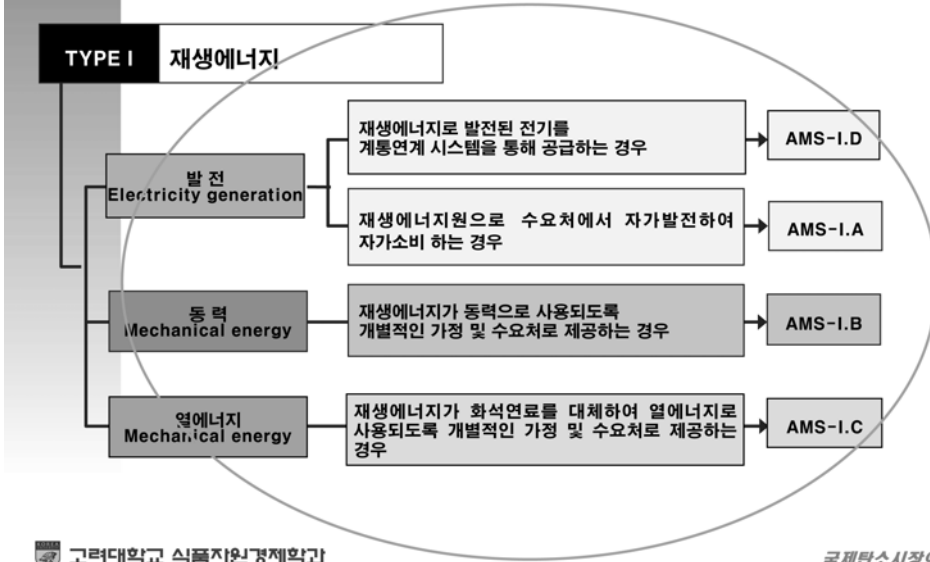 TYPE I 재생에너지
재생에너지로 발전된 전기를
계통연계 시스템을 통해 공급하는 경우
AMS-I.D
발 전
Electricity generation
재생에너지원으로 수요처에서 자가발전하여
자가소비 하는 경우
AMS-I.A
동 력
Mechanical energy
재생에너지가 동력으로 사용되도록
개별적인 가정 및 수요처로 제공하는 경우
AMS-I.B
열에너지
Mechanical energy
재생에너지가 화석연료를 대체하여 열에너지로
사용되도록 개별적인 가정 및 수요처로 제공하는
경우
AMS-I.C
고려대학교 식품자원경제학과
국제탄소시장의